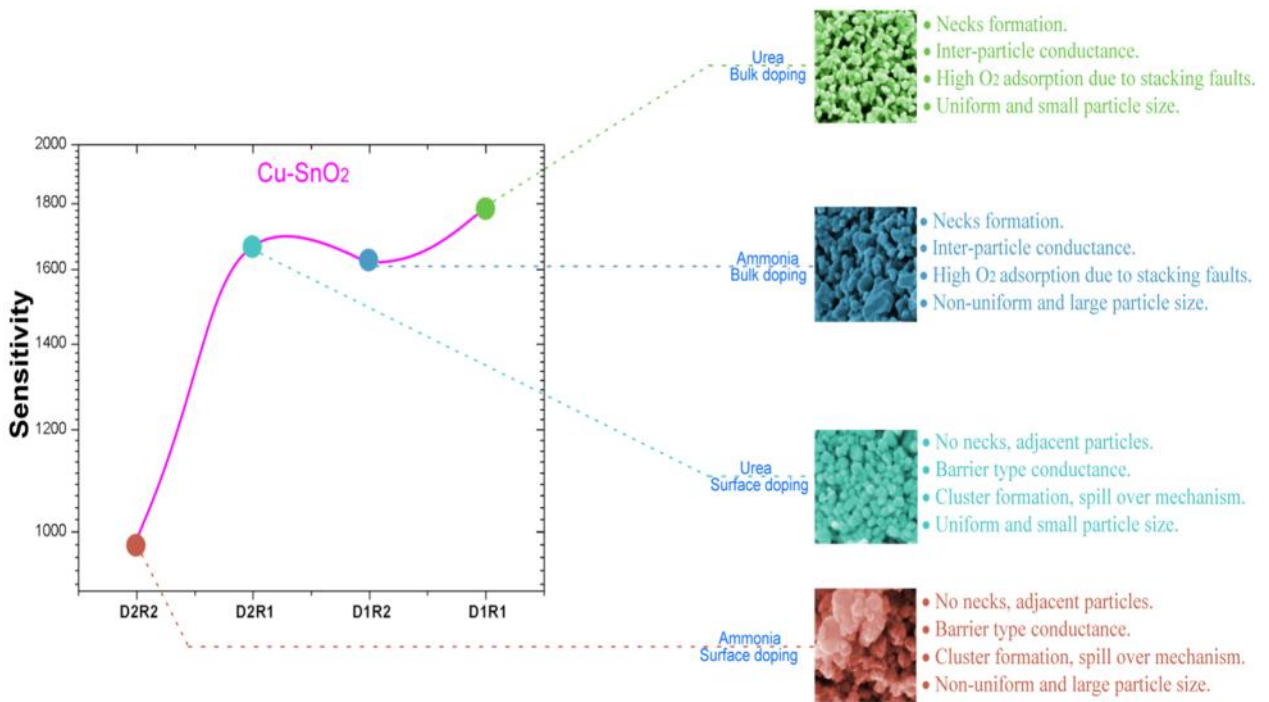 Sensitivity
2000
1800
1600
1400
1200
1000
Cu-SnO2
D2R2
D2R1
D1R2
D1R1
Urea
Bulk doping
• Necks formation.
• Inter-particle conductance.
• High O2 adsorption due to stacking faults.
• Uniform and small particle size.
Ammonia
Bulk doping
• Necks formation.
• Inter-particle conductance.
• High O2 adsorption due to stacking faults.
• Non-uniform and large particle size.
Urea
Surface doping
• No necks, adjacent particles.
• Barrier type conductance.
• Cluster formation, spill over mechanism.
• Uniform and small particle size.
Ammonia
Surface doping
• No necks, adjacent particles.
• Barrier type conductance.
• Cluster formation, spill over mechanism.
• Non-uniform and large particle size.